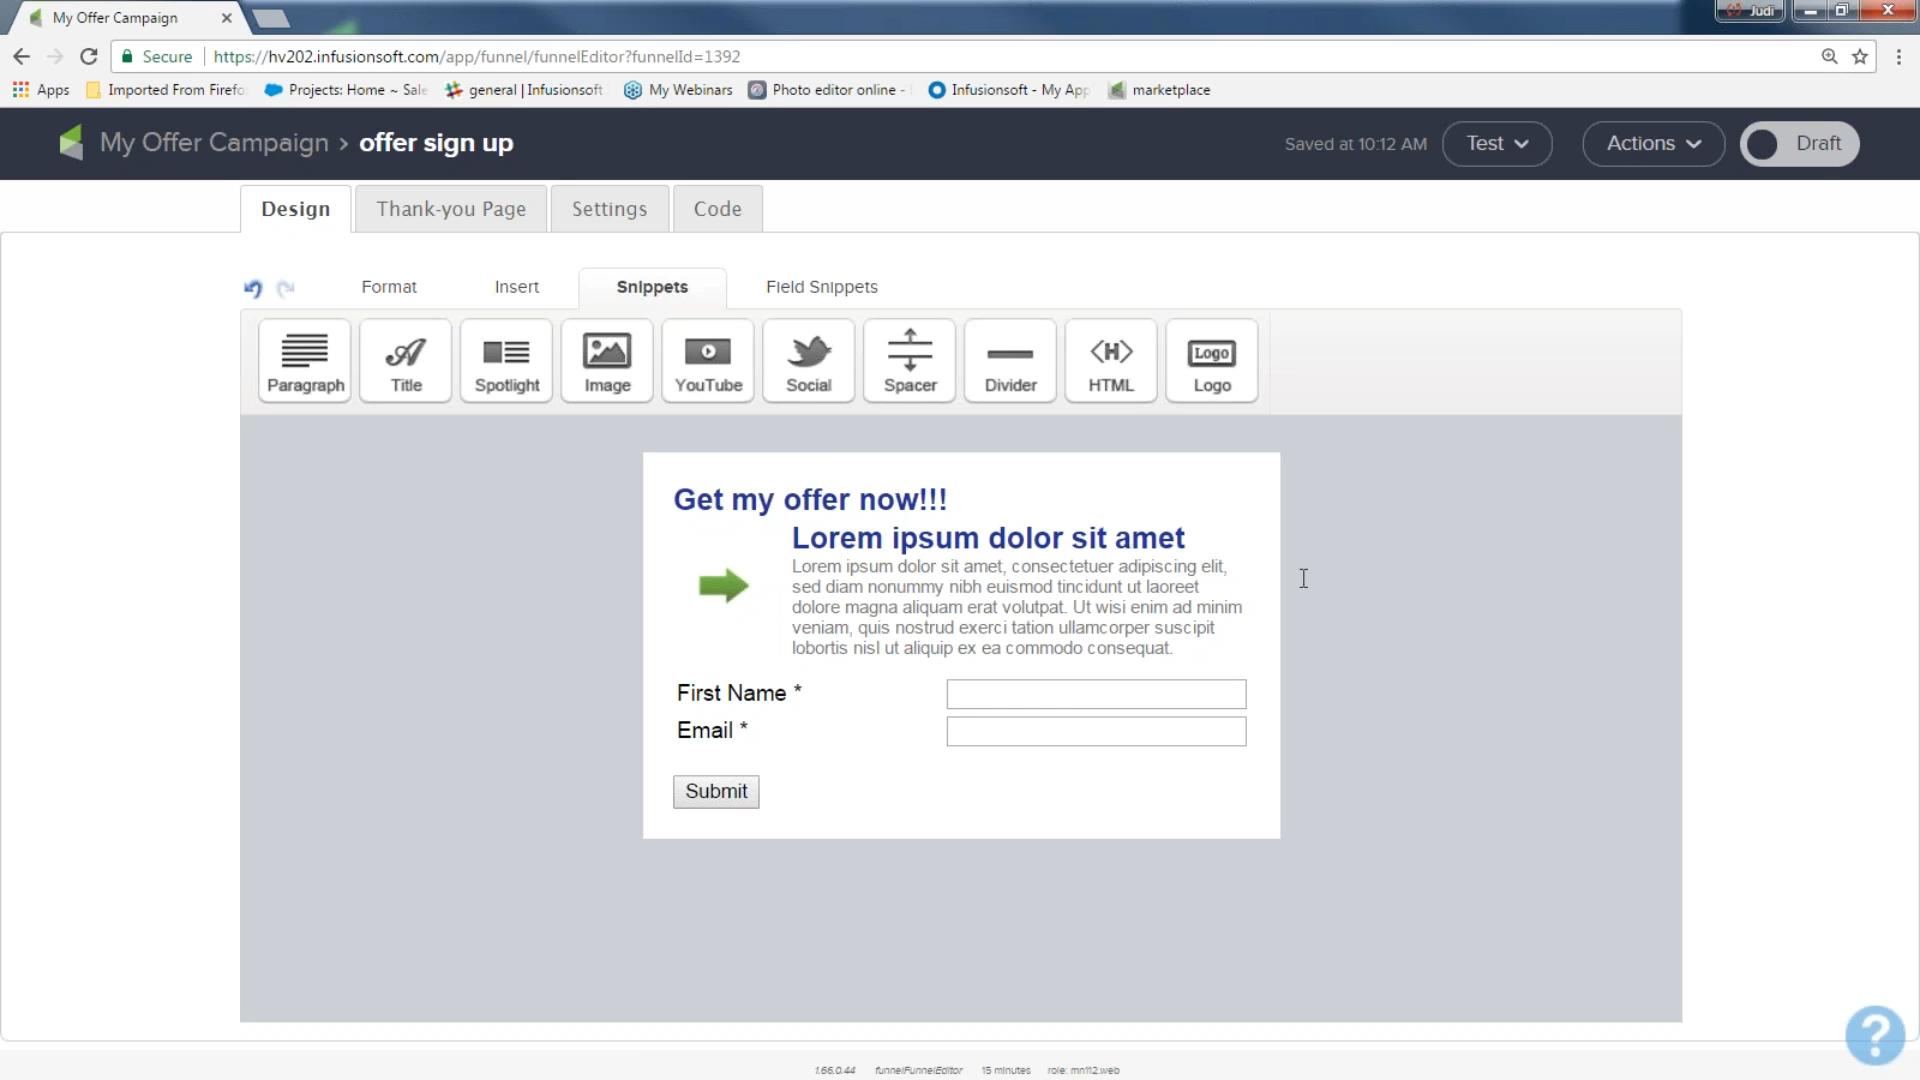 My Offer Campaign
Judi
Secure https://hv202.infusionsoft.com/app/funnel/funnelEditor?funnelId=1392
Apps Imported From Firefo Projects: Home ~ Sale general | Infusionsoft My Webinars Photo editor online - Infusionsoft - My App marketplace
My Offer Campaign > offer sign up Saved at 10:12 AM Test Actions Draft
Design Thank-you Page Settings Code
Format Insert Snippets Field Snippets
Logo
Paragraph Title Spotlight Image YouTube Social Spacer Divider HTML Logo
Get my offer now!!!
Lorem ipsum dolor sit amet
Lorem ipsum dolor sit amet, consectetuer adipiscing elit,
sed diam nonummy nibh euismod tincidunt ut laoreet
dolore magna aliquam erat volutpat. Ut wisi enim ad minim
veniam, quis nostrud exerci tation ullamcorper suscipit
lobortis nisl ut aliquip ex ea commodo consequat.
First Name *
Email *
Submit
?
1.66.0.44 funnelFunnelEditor 15 minutes role: mn112.web